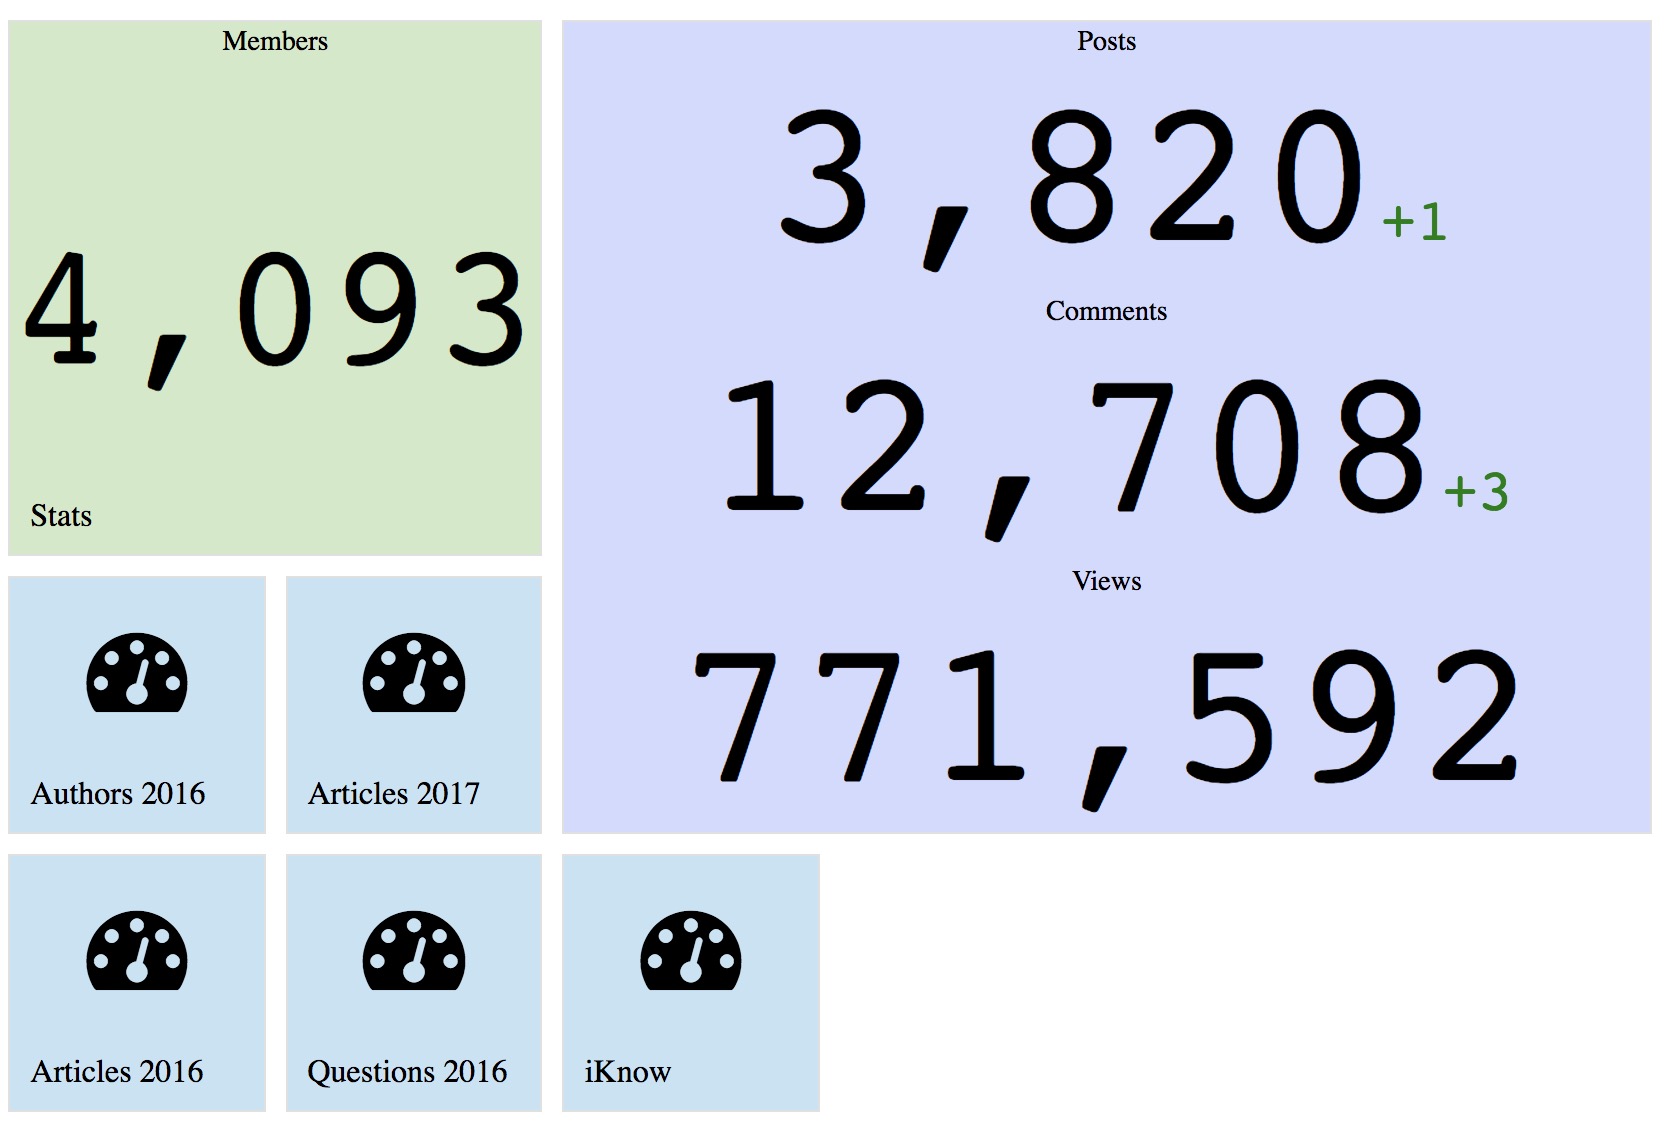 Members
4,093
Stats
Posts
3,820 +1
Comments
12,708 +3
Views
771,592
Authors 2016
Articles 2017
Articles 2016
Questions 2016
iKnow